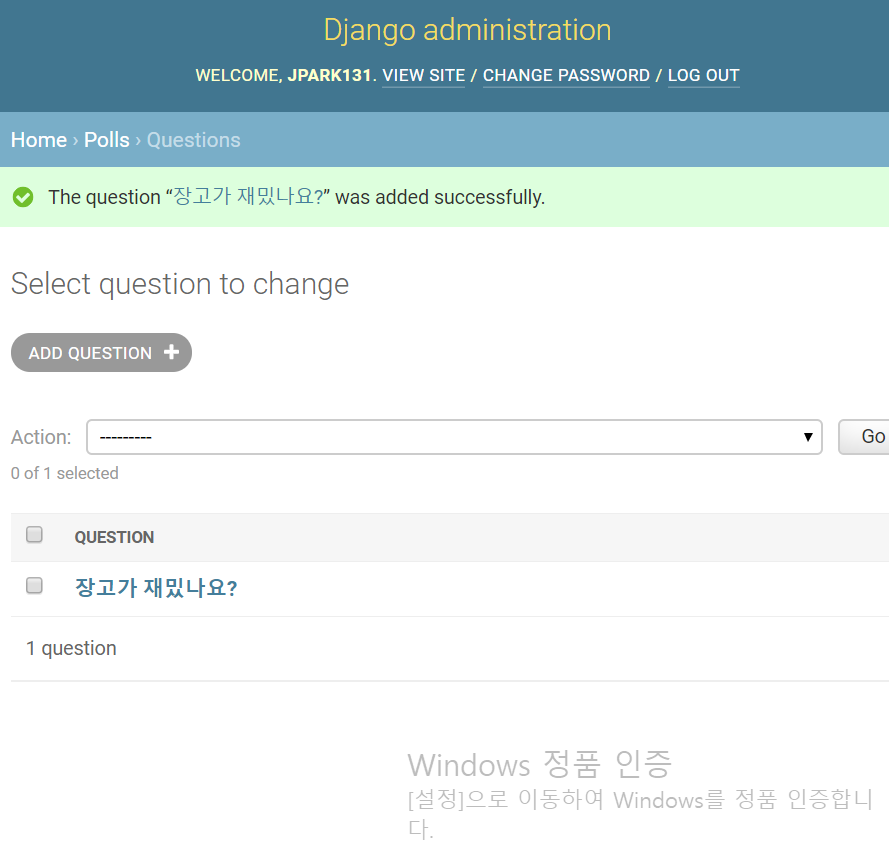 Django administration
WELCOME, JPARK131. VIEW SITE / CHANGE PASSWORD / LOG OUT
Home › Polls › Questions
The question “장고가 재밌나요?” was added successfully.
Select question to change
ADD QUESTION
Action: --------- Go
0 of 1 selected
QUESTION
장고가 재밌나요?
1 question
Windows 정품 인증
[설정]으로 이동하여 Windows를 정품 인증합니
다.